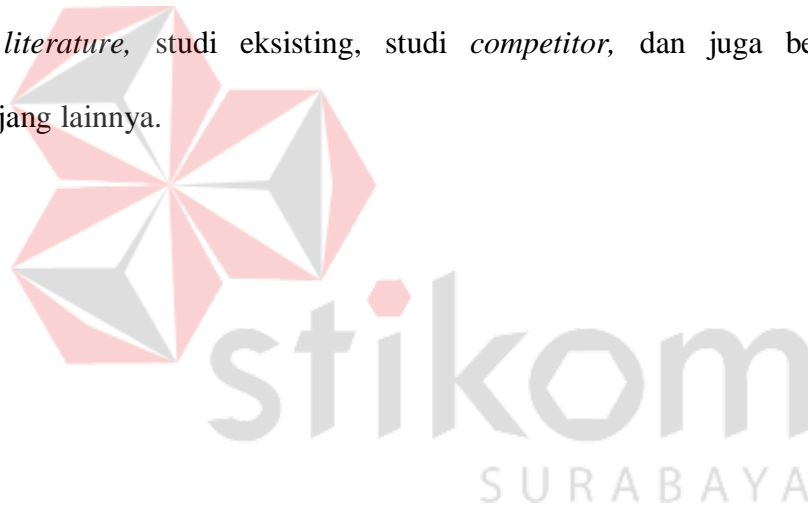 literature, studi eksisting, studi competitor, dan juga be
jang lainnya.
stikom
SURABAYA